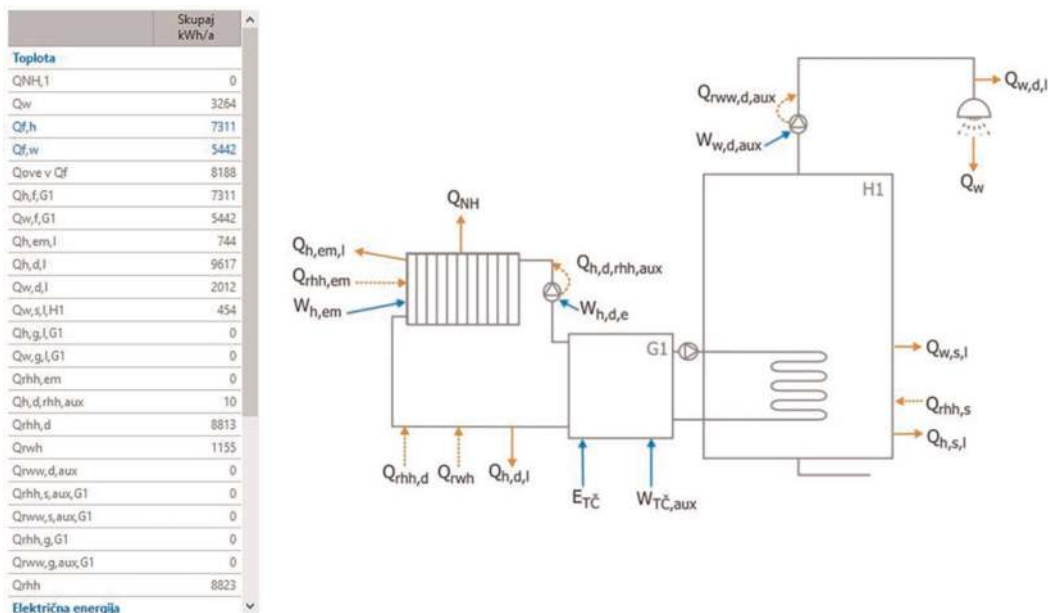 Skupaj
kWh/a
Toplota
QNH,1 0
Qw 3264
Qf,h 7311
Qf,w 5442
Qove v Qf 8188
Qh,f,G1 7311
Qw,f,G1 5442
Qh,em,l 744
Qh,d,l 9617
Qw,d,l 2012
Qw,s,l,H1 454
Qh,g,l,G1 0
Qw,g,l,G1 0
Qrhh,em 0
Qh,d,rhh,aux 10
Qrhh,d 8813
Qrwh 1155
Qrww,d,aux 0
Qrhh,s,aux,G1 0
Qrww,s,aux,G1 0
Qrhh,g,G1 0
Qrww,g,aux,G1 0
Qrhh 8823
Električna energija
Qrww,d,aux
Ww,d,aux
Qw,d,l
Qw
H1
QNH
Qh,em,l
Qrhh,em
Wh,em
Qh,d,rhh,aux
Wh,d,e
G1
Qw,s,l
Qrhh,s
Qh,s,l
Qrhh,d
Qrwh
Qh,d,l
ETČ
WTČ,aux